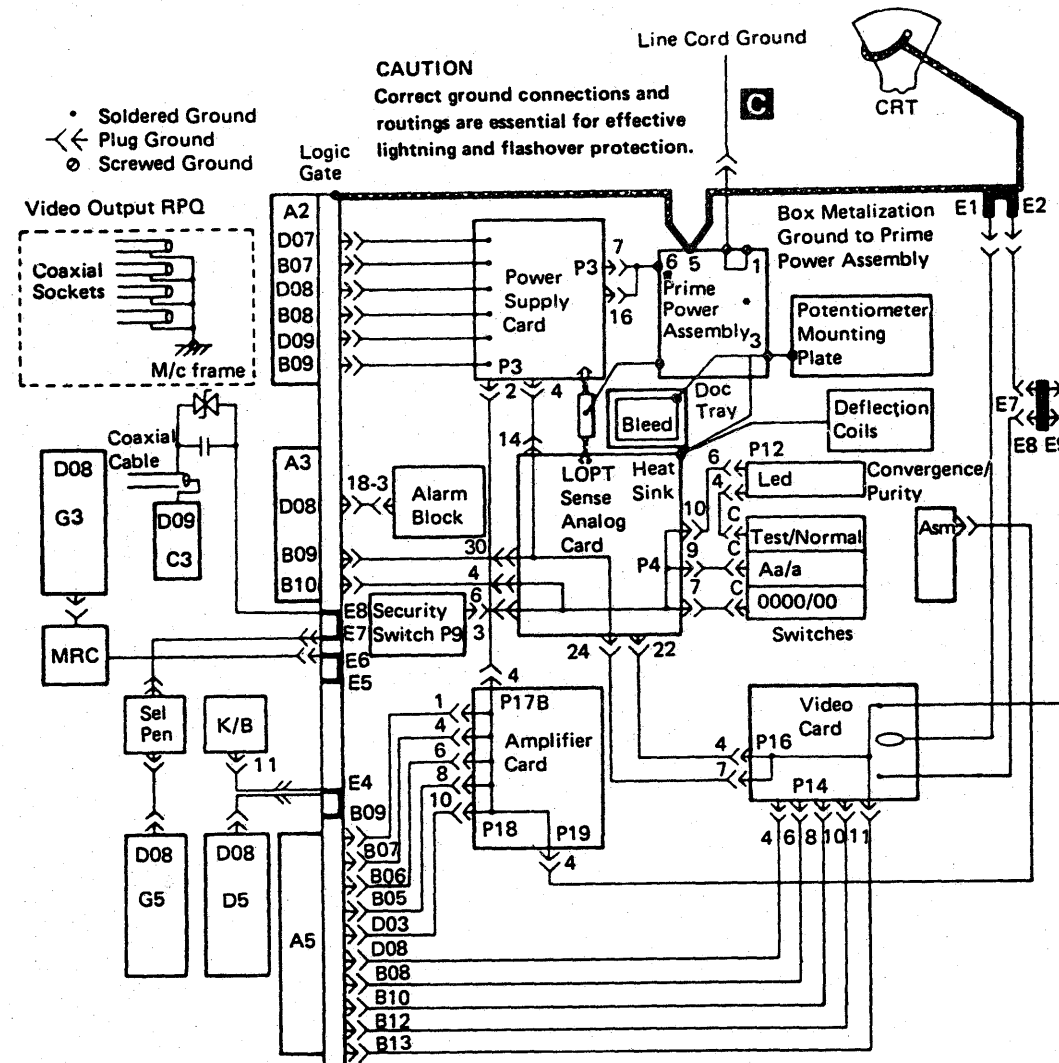 Line Cord Ground
CRT
C
CAUTION
Correct ground connections and
routings are essential for effective
lightning and flashover protection.
Soldered Ground
Plug Ground
Screwed Ground
Logic
Gate
Video Output RPQ
Coaxial
Sockets
M/c frame
A2
D07
B07
D08
B08
D09
B09
Power
Supply
Card
P3
7
16
P3
2
4
6
5
1
Prime
Power
Assembly
3
Box Metalization
Ground to Prime
Power Assembly
E1
E2
Potentiometer
Mounting
Plate
Doc
Tray
Bleed
Deflection
Coils
E7
E8
E9
Coaxial
Cable
D08
G3
D09
C3
A3
D08
B09
B10
18-3
Alarm
Block
14
LOPT
Sense
Analog
Card
Heat
Sink
30
4
6
3
P4
10
9
7
24
22
P12
6
4
Led
C
C
C
Test/Normal
Aa/a
0000/00
Switches
Convergence/
Purity
Asm
E8
E7
E6
E5
Security
Switch P9
MRC
Sel
Pen
K/B
11
E4
4
P17B
Amplifier
Card
1
4
6
8
10
P18
P19
4
Video
Card
4
P16
7
P14
4
6
8
10
11
D08
G5
D08
D5
A5
B09
B07
B06
B05
D03
D08
B08
B10
B12
B13